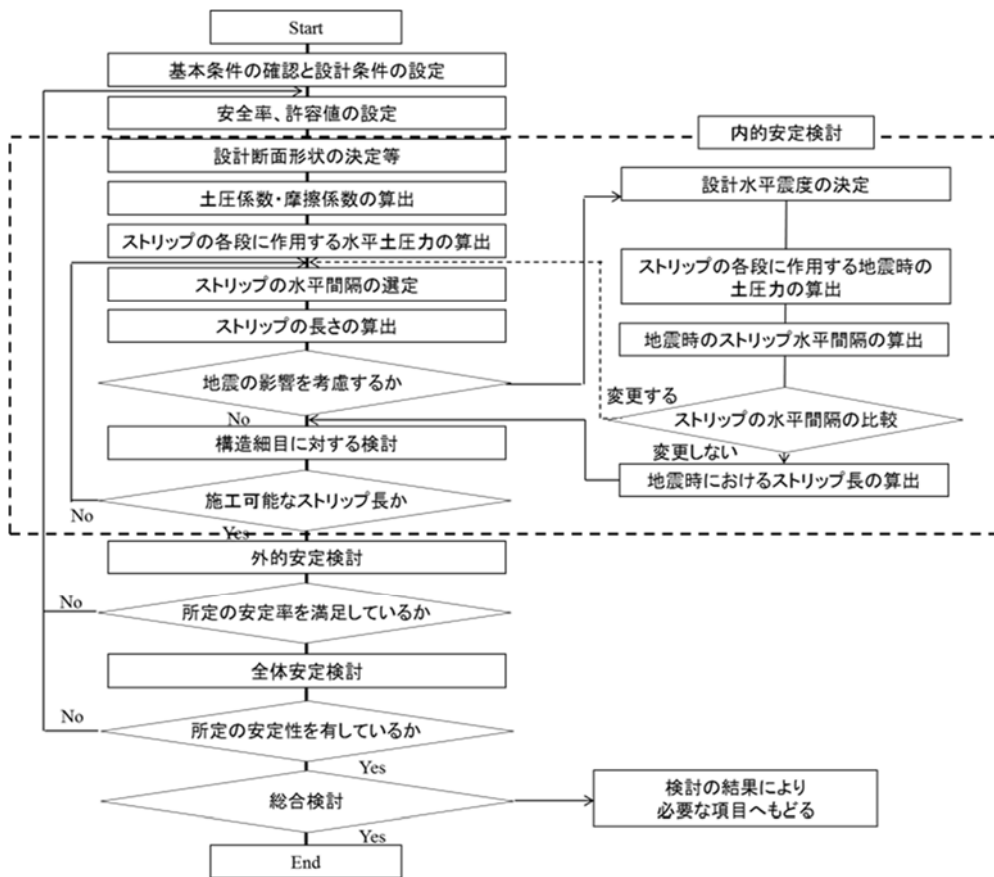 Start
基本条件の確認と設計条件の設定
安全率、許容値の設定
内的安定検討
設計断面形状の決定等
設計水平震度の決定
土圧係数・摩擦係数の算出
ストリップの各段に作用する水平土圧力の算出
ストリップの各段に作用する地震時の
土圧力の算出
ストリップの水平間隔の選定
ストリップの長さの算出
地震時のストリップ水平間隔の算出
地震の影響を考慮するか
変更する
ストリップの水平間隔の比較
No
構造細目に対する検討
変更しない
地震時におけるストリップ長の算出
施工可能なストリップ長か
No
Yes
外的安定検討
No
所定の安定率を満足しているか
全体安定検討
No
所定の安定性を有しているか
Yes
総合検討
検討の結果により
必要な項目へもどる
Yes
End